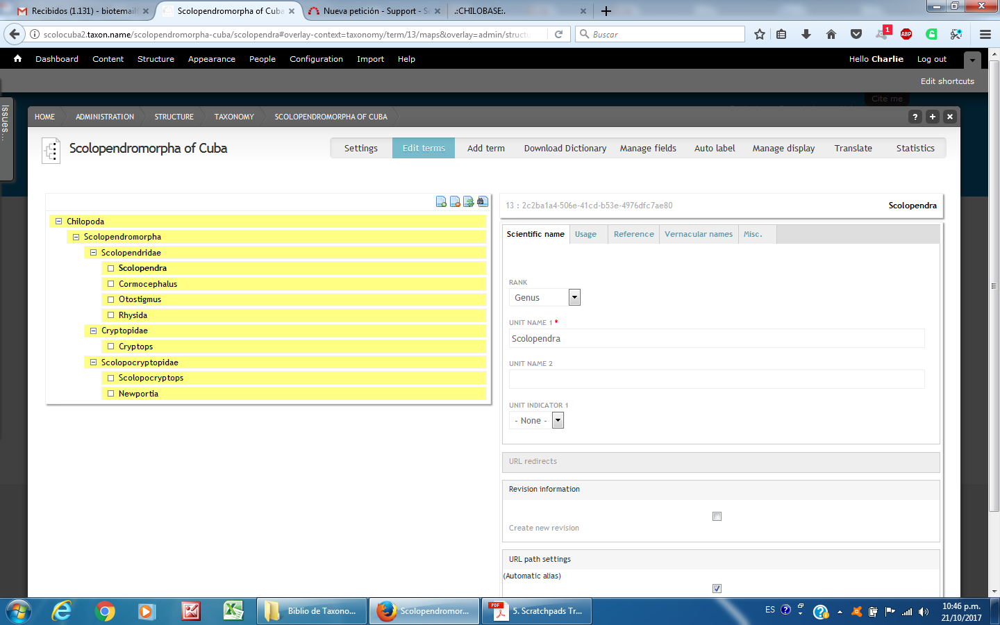 Recibidos (1.131) - biotemail
Scolopendromorpha of Cuba
Nueva petición - Support - S
.:CHILOBASE:.
scolocuba2.taxon.name/scolopendromorpha-cuba/scolopendra#overlay-context=taxonomy/term/13/maps&overlay=admin/structu
Buscar
1
ABP
Dashboard Content Structure Appearance People Configuration Import Help
Hello Charlie Log out
Edit shortcuts
Cite me
Issues...
HOME ADMINISTRATION STRUCTURE TAXONOMY SCOLOPENDROMORPHA OF CUBA
? + ×
Scolopendromorpha of Cuba
Settings Edit terms Add term Download Dictionary Manage fields Auto label Manage display Translate Statistics
Chilopoda
Scolopendromorpha
Scolopendridae
Scolopendra
Cormocephalus
Otostigmus
Rhysida
Cryptopidae
Cryptops
Scolopocryptopidae
Scolopocryptops
Newportia
13 : 2c2ba1a4-506e-41cd-b53e-4976dfc7ae80 Scolopendra
Scientific name Usage Reference Vernacular names Misc.
RANK
Genus
UNIT NAME 1 *
Scolopendra
UNIT NAME 2
UNIT INDICATOR 1
- None -
URL redirects
Revision information
Create new revision
URL path settings
(Automatic alias)
Biblio de Taxono...
Scolopendromor...
PDF
5. Scratchpads Tr...
ES
10:46 p.m.
21/10/2017